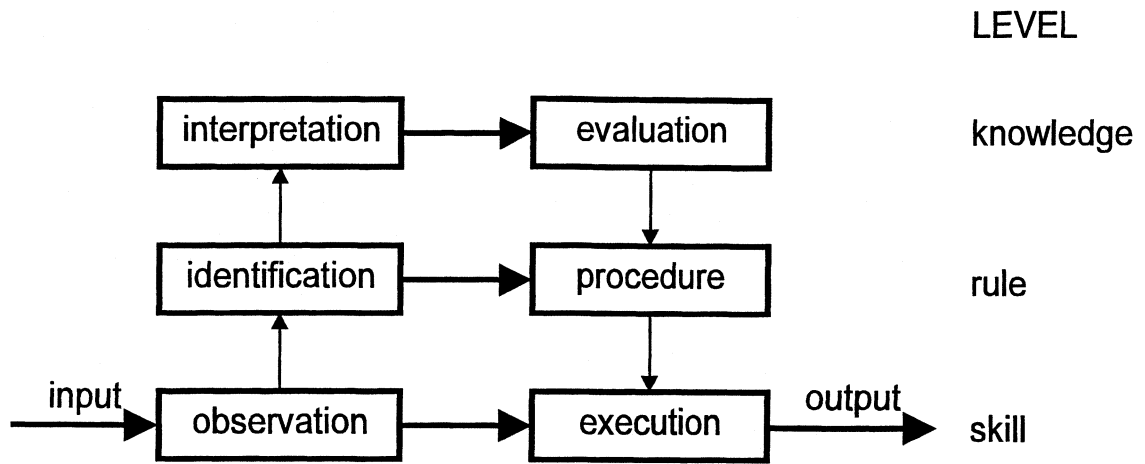 LEVEL
interpretation evaluation knowledge
identification procedure rule
input observation execution output skill